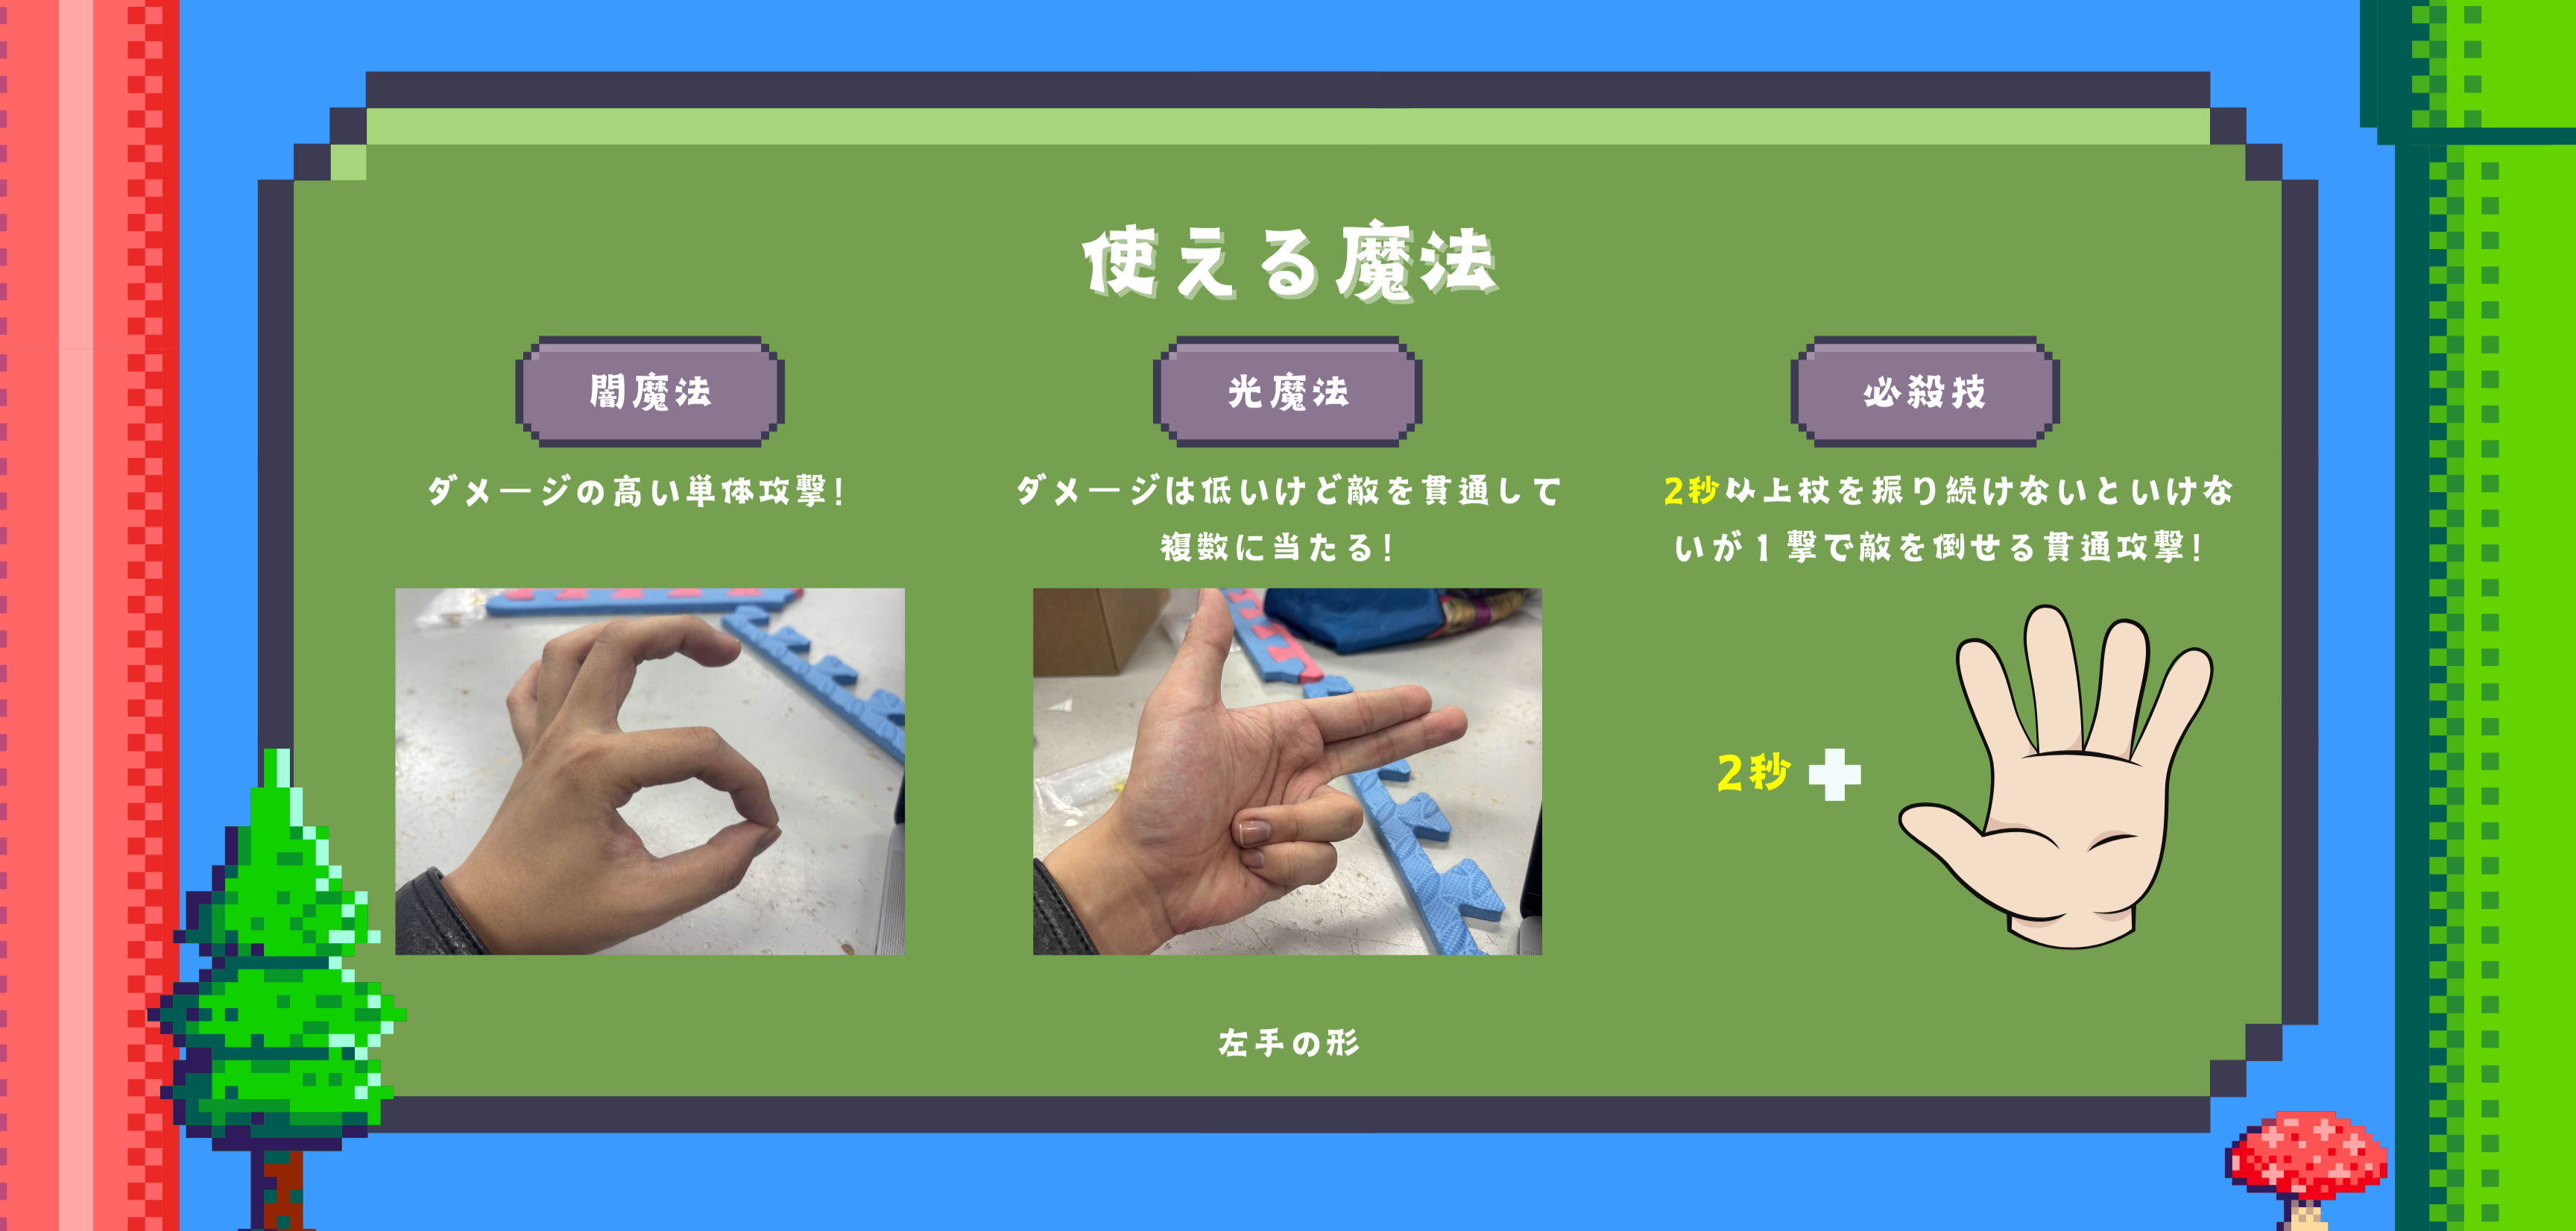 使える魔法
闇魔法
ダメージの高い単体攻撃!
光魔法
ダメージは低いけど敵を貫通して
複数に当たる!
必殺技
2秒以上杖を振り続けないといけな
いが1撃で敵を倒せる貫通攻撃!
2秒
左手の形